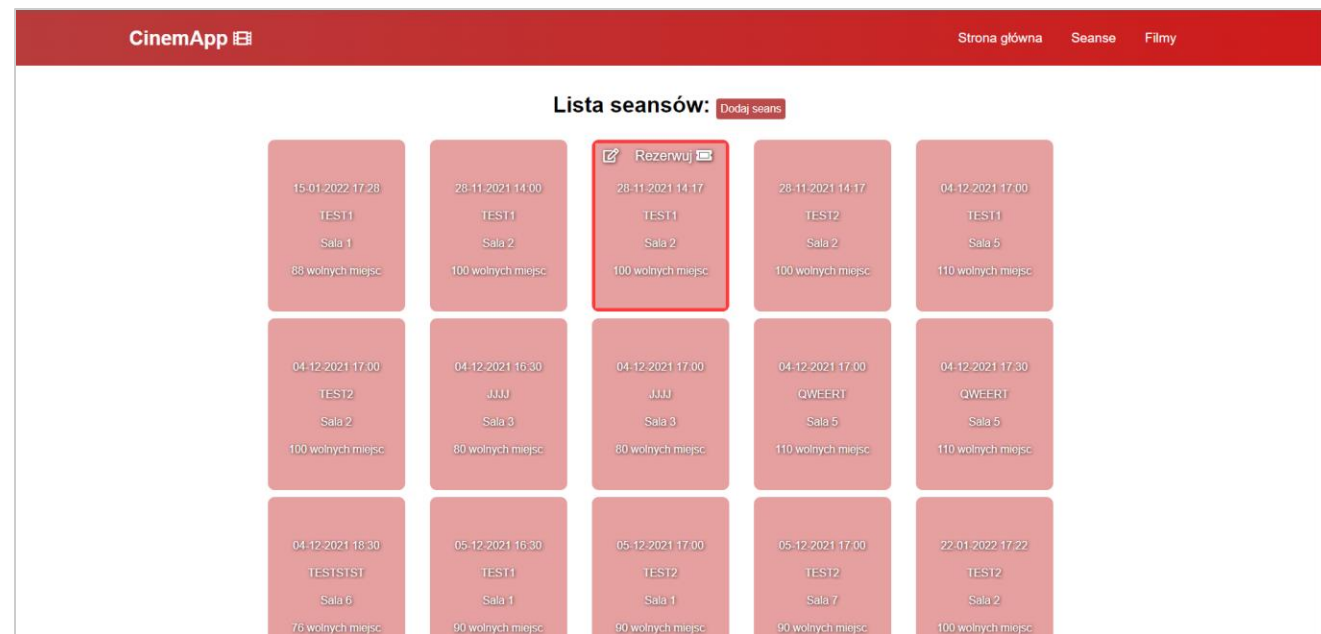 CinemApp
Strona główna Seanse Filmy
Lista seansów: Dodaj seans
15-01-2022 17:28
TEST1
Sala 1
88 wolnych miejsc
28-11-2021 14:00
TEST1
Sala 2
100 wolnych miejsc
Rezerwuj
28-11-2021 14:17
TEST1
Sala 2
100 wolnych miejsc
28-11-2021 14:17
TEST2
Sala 2
100 wolnych miejsc
04-12-2021 17:00
TEST1
Sala 5
110 wolnych miejsc
04-12-2021 17:00
TEST2
Sala 2
100 wolnych miejsc
04-12-2021 16:30
JJJJ
Sala 3
80 wolnych miejsc
04-12-2021 17:00
JJJJ
Sala 3
80 wolnych miejsc
04-12-2021 17:00
QWEERT
Sala 5
110 wolnych miejsc
04-12-2021 17:30
QWEERT
Sala 5
110 wolnych miejsc
04-12-2021 18:30
TESTSTST
Sala 6
76 wolnych miejsc
05-12-2021 16:30
TEST1
Sala 1
90 wolnych miejsc
05-12-2021 17:00
TEST2
Sala 1
90 wolnych miejsc
05-12-2021 17:00
TEST2
Sala 7
90 wolnych miejsc
22-01-2022 17:22
TEST2
Sala 2
100 wolnych miejsc